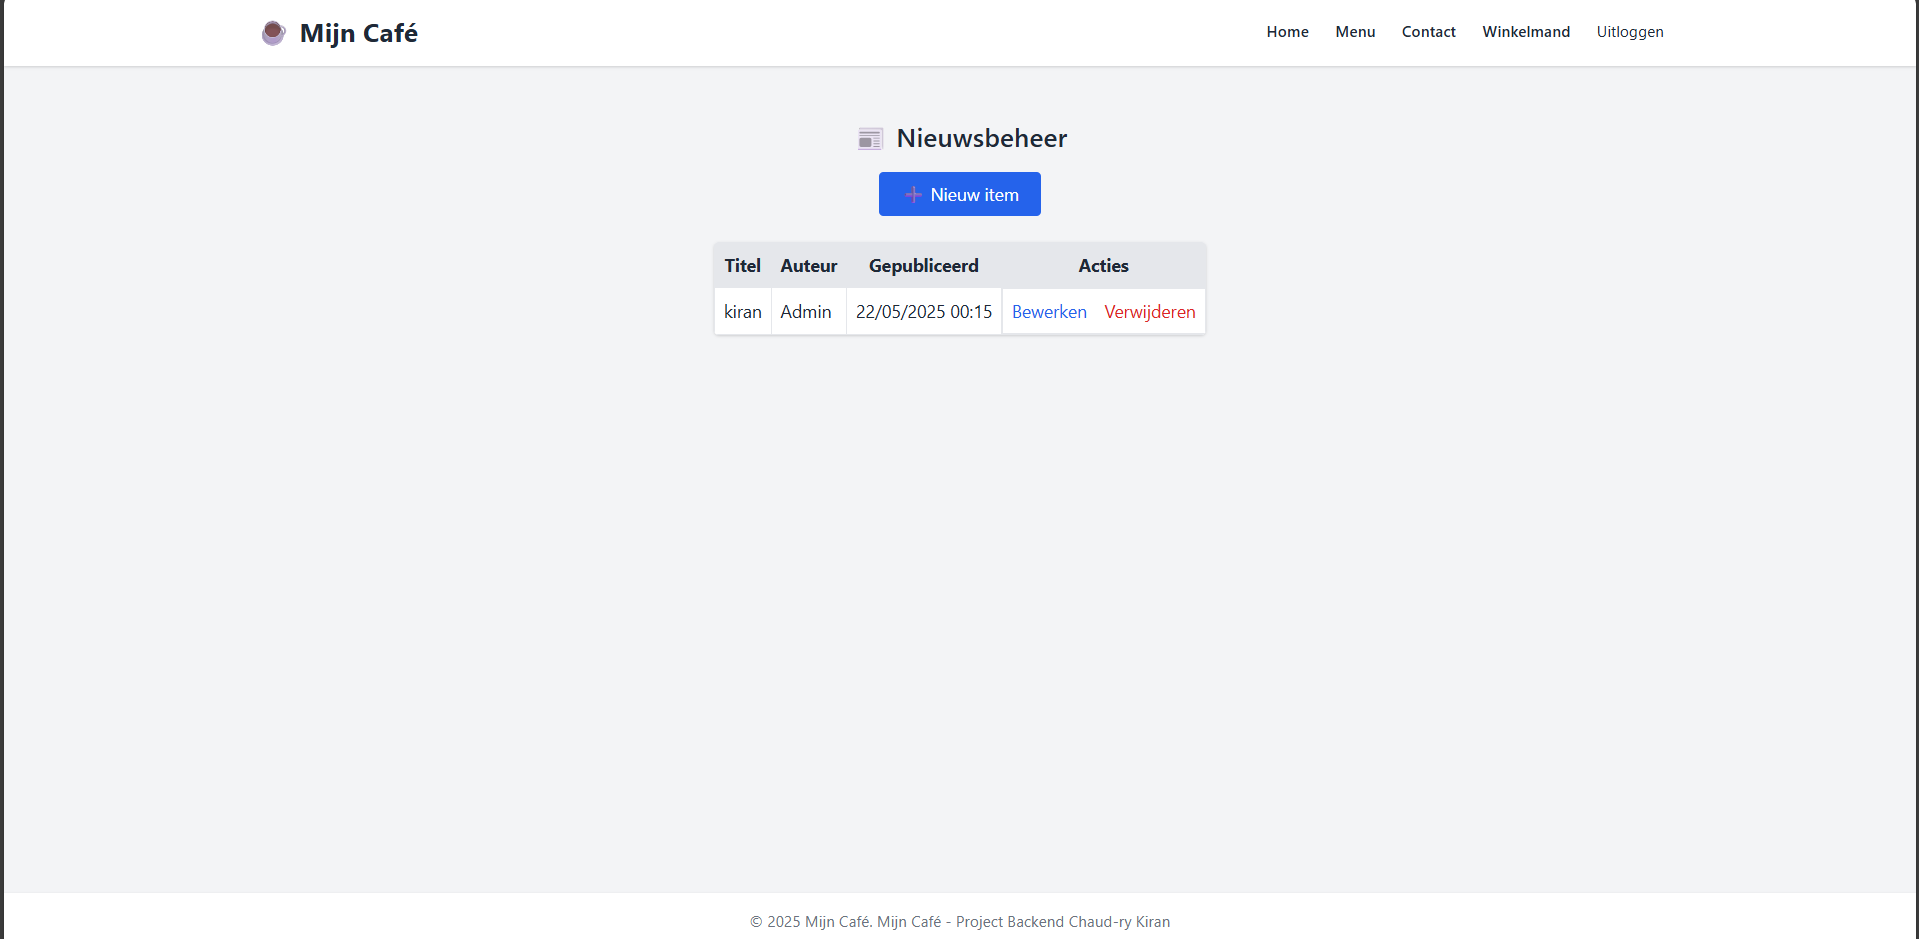 Mijn Café
Home Menu Contact Winkelmand Uitloggen
Nieuwsbeheer
Nieuw item
Titel Auteur Gepubliceerd Acties
kiran Admin 22/05/2025 00:15 Bewerken Verwijderen
© 2025 Mijn Café. Mijn Café - Project Backend Chaud-ry Kiran